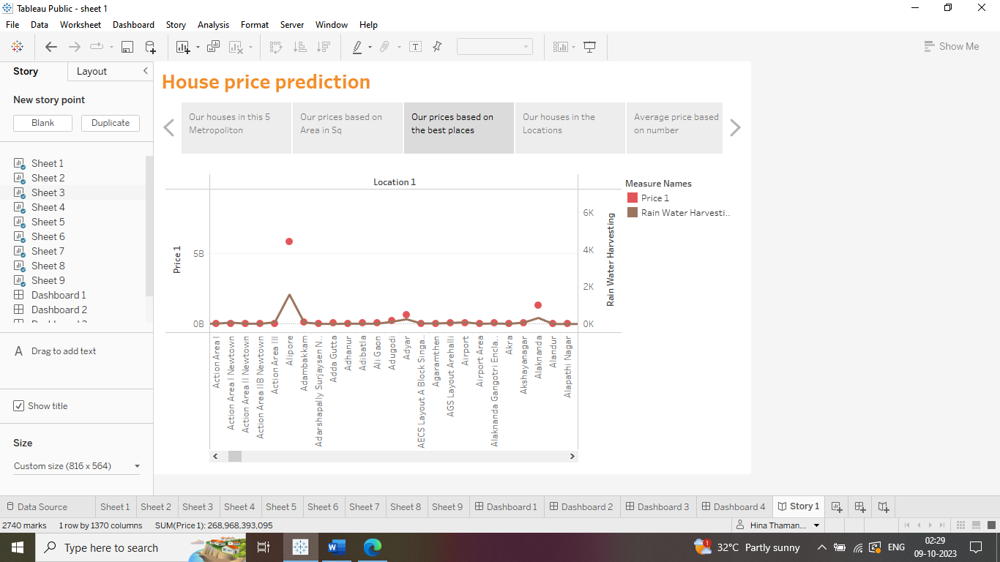 Tableau Public - sheet 1
File Data Worksheet Dashboard Story Analysis Format Server Window Help
Show Me
Story
Layout
New story point
Blank
Duplicate
Sheet 1
Sheet 2
Sheet 3
Sheet 4
Sheet 5
Sheet 6
Sheet 7
Sheet 8
Sheet 9
Dashboard 1
Dashboard 2
A Drag to add text
Show title
Size
Custom size (816 x 564)
House price prediction
Our houses in this 5
Metropoliton
Our prices based on
Area in Sq
Our prices based on
the best places
Our houses in the
Locations
Average price based
on number
Location 1
Price 1
5B
0B
6K
4K
2K
0K
Rain Water Harvesting
Measure Names
Price 1
Rain Water Harvesti..
Action Area I
Action Area I Newtown
Action Area II Newtown
Action Area IIB Newtown
Action Area III
Alipore
Adambakkam
Adarshapally Surjaysen N..
Adda Gutta
Adhanur
Adibatla
Ali Gaon
Adugodi
Adyar
AECS Layout A Block Singa..
Agaramthen
AGS Layout Arehalli
Airport
Airport Area
Alaknanda Gangotri Encla..
Akra
Akshayanagar
Alaknanda
Alandur
Alapathi Nagar
Data Source Sheet 1 Sheet 2 Sheet 3 Sheet 4 Sheet 5 Sheet 6 Sheet 7 Sheet 8 Sheet 9 Dashboard 1 Dashboard 2 Dashboard 3 Dashboard 4 Story 1
2740 marks 1 row by 1370 columns SUM(Price 1): 268,968,393,095
Hina Thaman...
Type here to search
1
32°C Partly sunny
ENG
02:29
09-10-2023